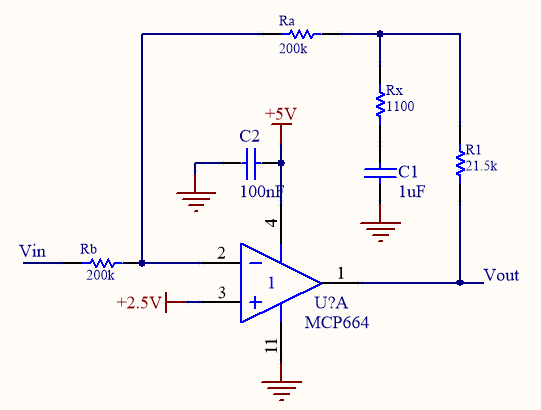 Ra
200k
Rx
1100
+5V
C2
100nF
C1
1uF
R1
21.5k
4
Vin
Rb
200k
2
3
+2.5V
1
1
Vout
U?A
MCP664
11